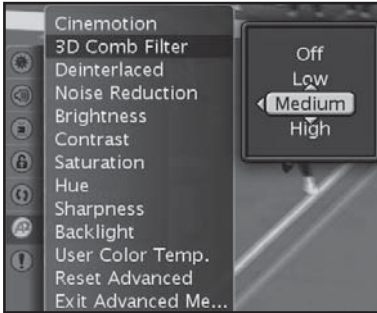 Cinemotion
3D Comb Filter
Deinterlaced
Noise Reduction
Brightness
Contrast
Saturation
Hue
Sharpness
Backlight
User Color Temp.
Reset Advanced
Exit Advanced Me...
Off
Low
Medium
High